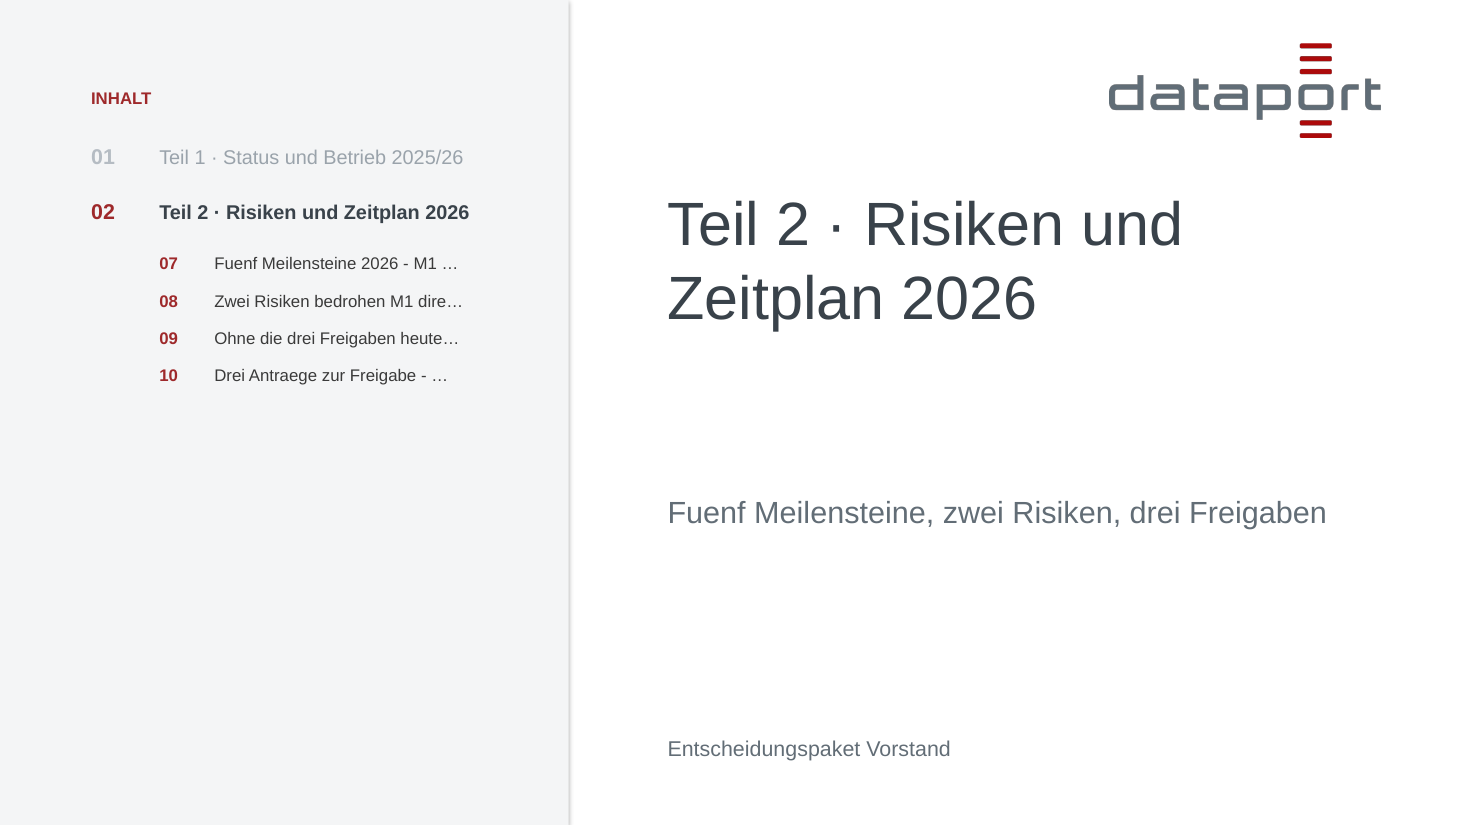 INHALT
01 Teil 1 · Status und Betrieb 2025/26
02 Teil 2 · Risiken und Zeitplan 2026
07 Fuenf Meilensteine 2026 - M1 …
08 Zwei Risiken bedrohen M1 dire…
09 Ohne die drei Freigaben heute…
10 Drei Antraege zur Freigabe - …
dataport
Teil 2 · Risiken und
Zeitplan 2026
Fuenf Meilensteine, zwei Risiken, drei Freigaben
Entscheidungspaket Vorstand